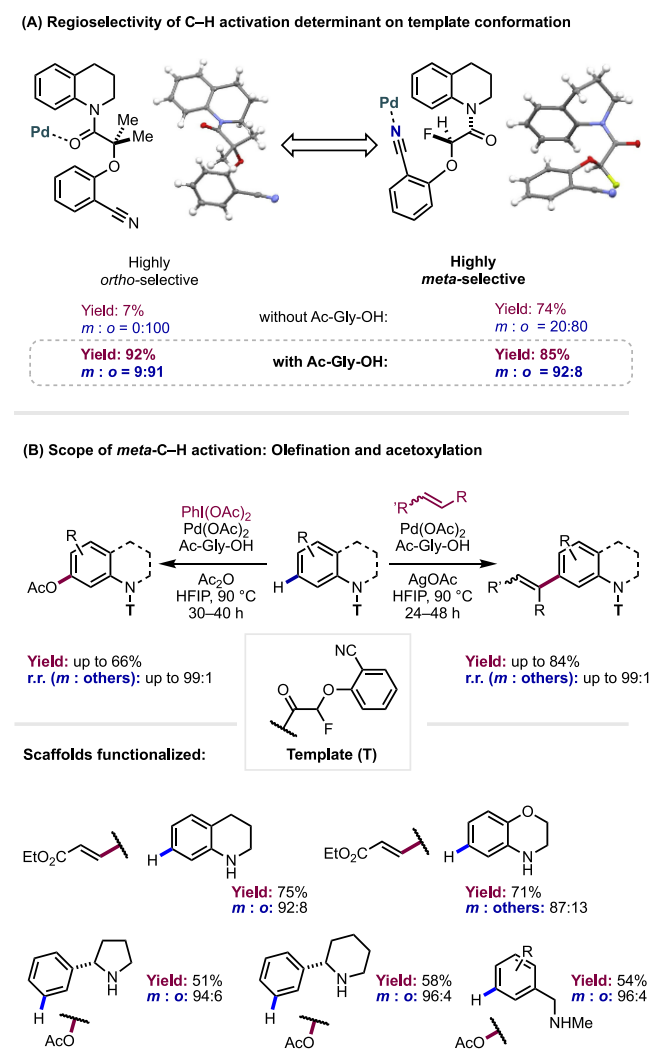 (A) Regioselectivity of C–H activation determinant on template conformation
N
Me
Pd
O
Me
O
N
Pd
N
H
N
F
O
O
Highly
ortho-selective
Highly
meta-selective
Yield: 7%
m : o = 0:100
without Ac-Gly-OH:
Yield: 74%
m : o = 20:80
Yield: 92%
m : o = 9:91
with Ac-Gly-OH:
Yield: 85%
m : o = 92:8
(B) Scope of meta-C–H activation: Olefination and acetoxylation
R
AcO
N
T
PhI(OAc)2
Pd(OAc)2
Ac-Gly-OH
Ac2O
HFIP, 90 °C
30–40 h
R
H
N
T
'R
R
Pd(OAc)2
Ac-Gly-OH
AgOAc
HFIP, 90 °C
24–48 h
R
R'
R
N
T
Yield: up to 66%
r.r. (m : others): up to 99:1
Yield: up to 84%
r.r. (m : others): up to 99:1
NC
O
O
F
Template (T)
Scaffolds functionalized:
EtO2C
H
N
H
Yield: 75%
m : o: 92:8
EtO2C
O
H
N
H
Yield: 71%
m : others: 87:13
NH
H
AcO
Yield: 51%
m : o: 94:6
NH
H
AcO
Yield: 58%
m : o: 96:4
R
H
NHMe
AcO
Yield: 54%
m : o: 96:4